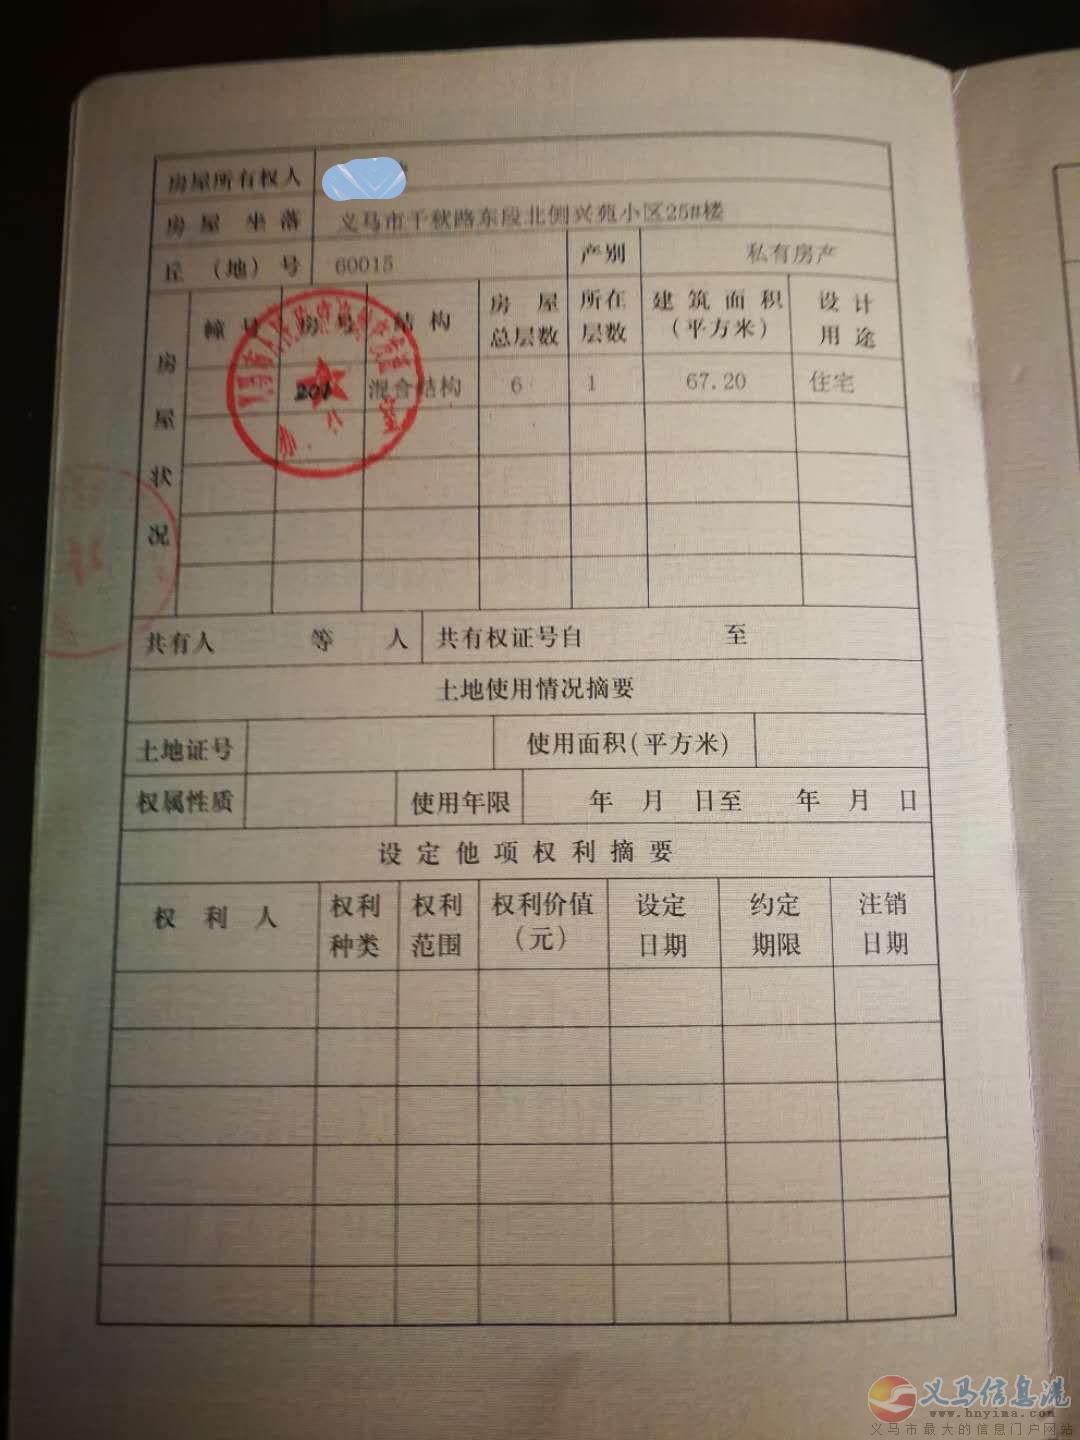 房屋所有权人
房屋坐落 义马市千秋路东段北侧兴苑小区25#楼
丘（地）号 60015 产别 私有房产
房屋状况
幢号 房号 结构 房屋总层数 所在层数 建筑面积（平方米） 设计用途
201 混合结构 6 1 67.20 住宅
共有人 等 人 共有权证号自 至
土地使用情况摘要
土地证号 使用面积(平方米)
权属性质 使用年限 年 月 日至 年 月 日
设定他项权利摘要
权利人 权利种类 权利范围 权利价值（元） 设定日期 约定期限 注销日期
义马信息港
www.hnyima.com
义马市最大的信息门户网站